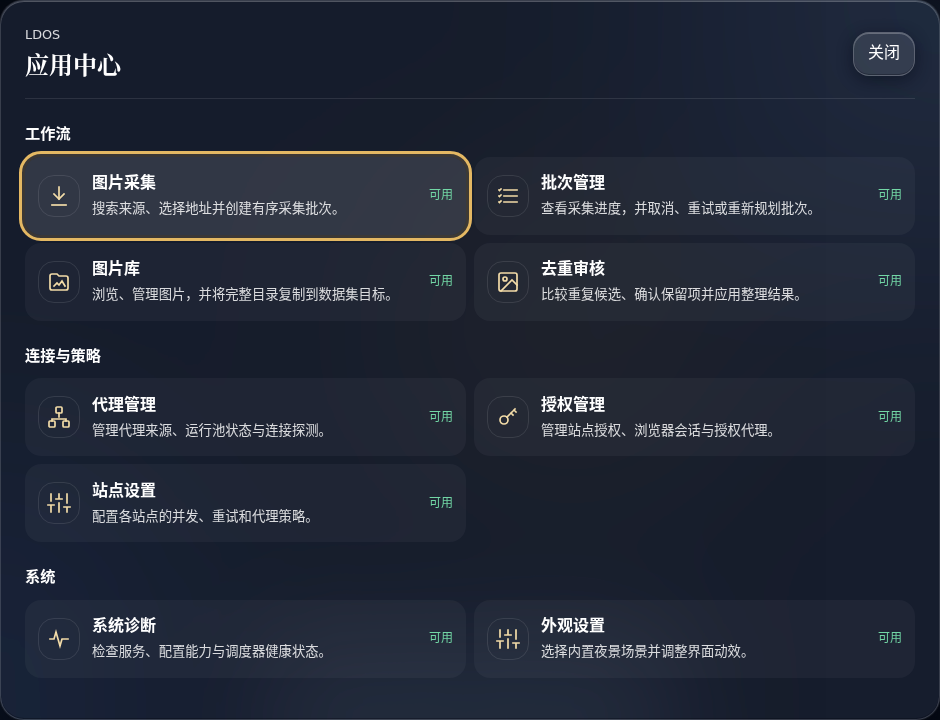 LDOS
应用中心
关闭
工作流
图片采集
搜索来源、选择地址并创建有序采集批次。
可用
批次管理
查看采集进度，并取消、重试或重新规划批次。
可用
图片库
浏览、管理图片，并将完整目录复制到数据集目标。
可用
去重审核
比较重复候选、确认保留项并应用整理结果。
可用
连接与策略
代理管理
管理代理来源、运行池状态与连接探测。
可用
授权管理
管理站点授权、浏览器会话与授权代理。
可用
站点设置
配置各站点的并发、重试和代理策略。
可用
系统
系统诊断
检查服务、配置能力与调度器健康状态。
可用
外观设置
选择内置夜景场景并调整界面动效。
可用